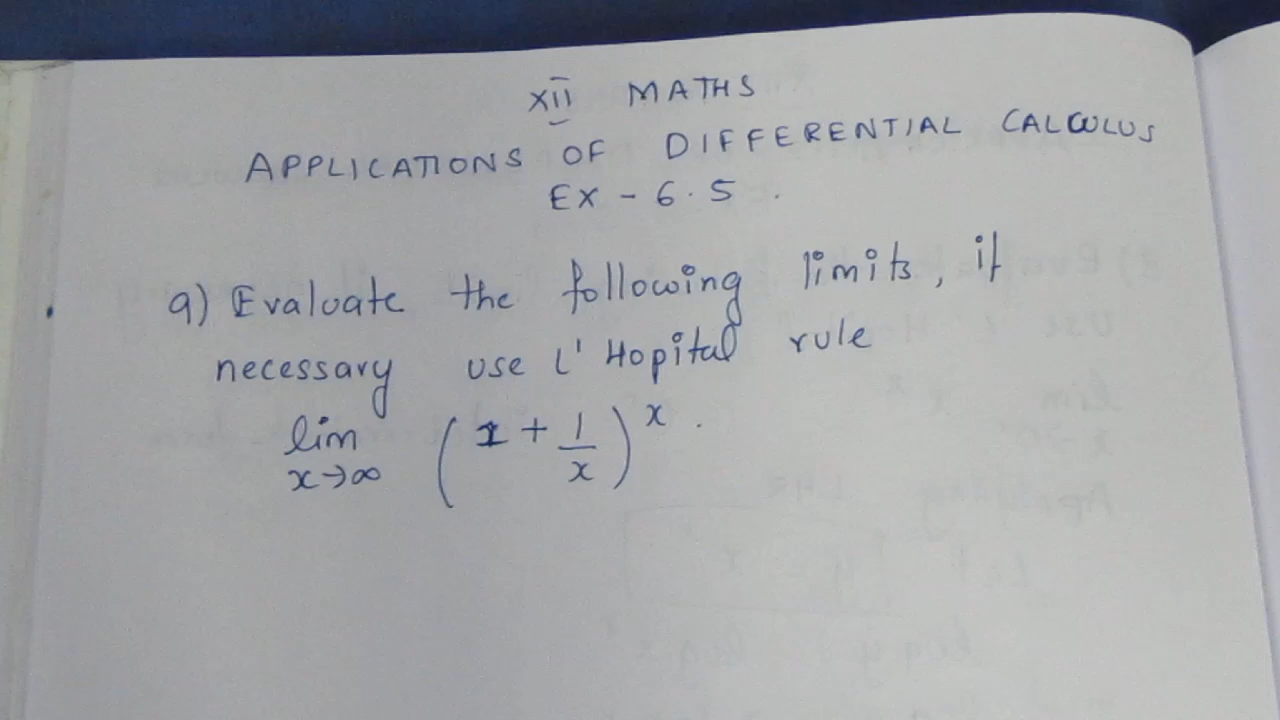 XII MATHS
APPLICATIONS OF DIFFERENTIAL CALCULUS
EX - 6.5.
9) Evaluate the following limits, if
necessary use l' Hopital rule
lim x→∞ (1 + 1/x)^x.